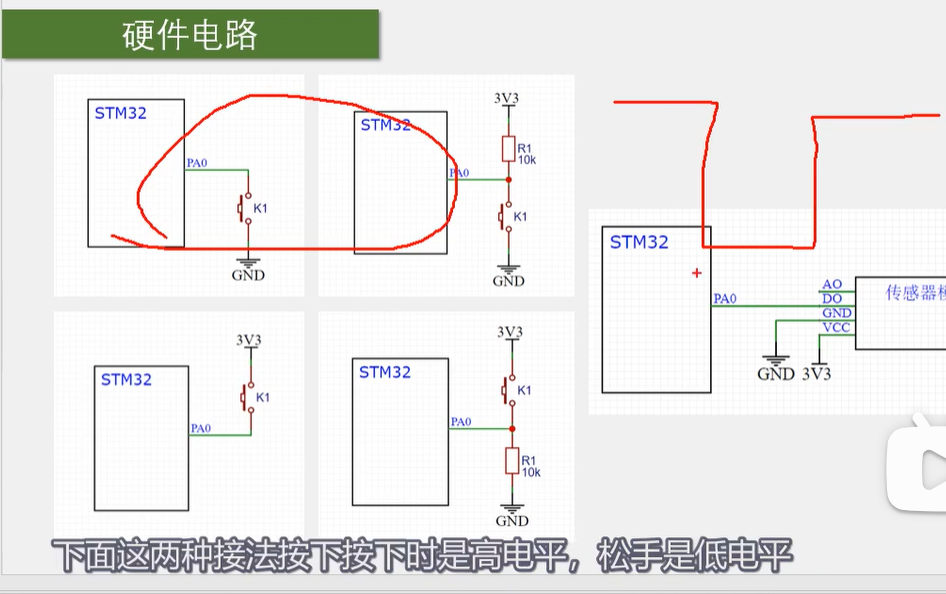 硬件电路
STM32
PA0
K1
GND
STM32
3V3
R1
10k
PA0
K1
GND
STM32
PA0
AO
DO
GND
VCC
传感器
GND
3V3
STM32
3V3
K1
PA0
STM32
3V3
K1
PA0
R1
10k
GND
下面这两种接法按下按下时是高电平，松手是低电平